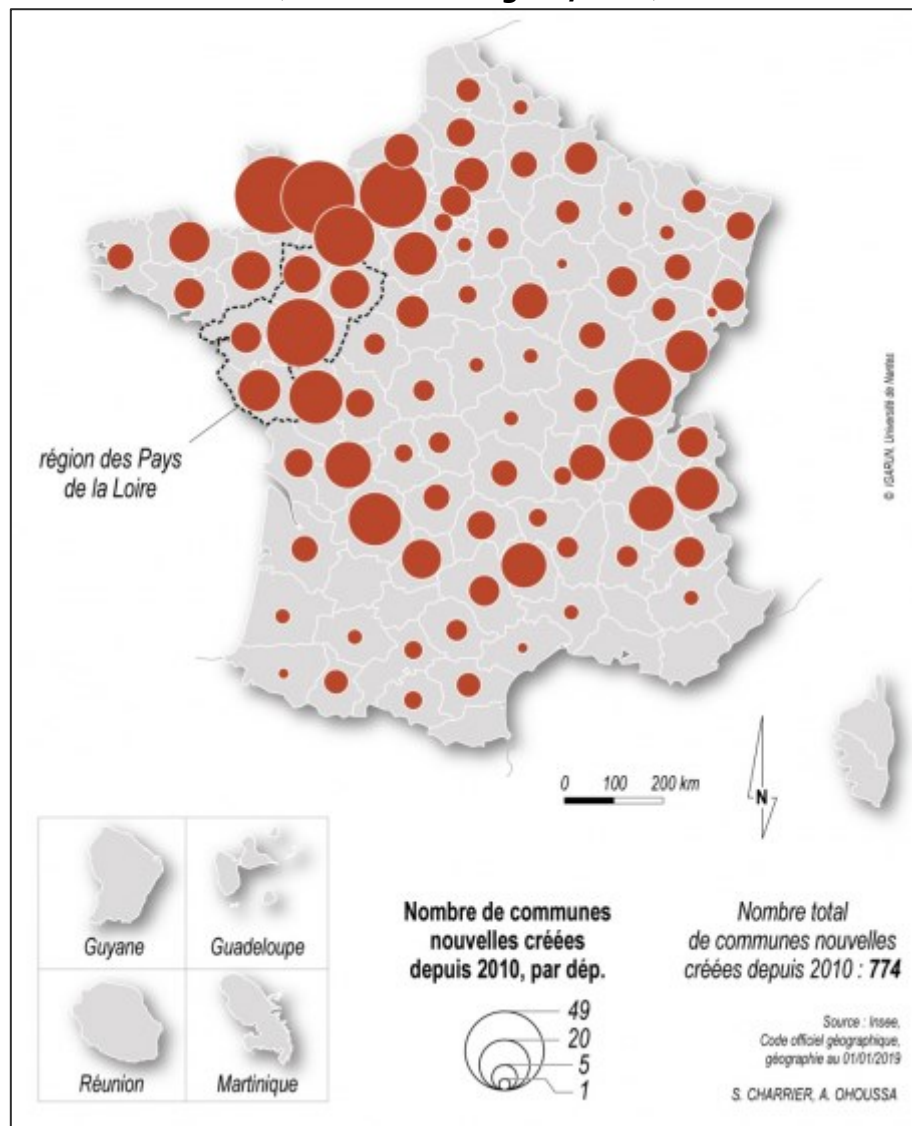 région des Pays
de la Loire
© IGARUN, Université de Nantes
0 100 200 km
N
Guyane
Guadeloupe
Réunion
Martinique
Nombre de communes
nouvelles créées
depuis 2010, par dép.
49
20
5
1
Nombre total
de communes nouvelles
créées depuis 2010 : 774
Source : Insee,
Code officiel géographique,
géographie au 01/01/2019
S. CHARRIER, A. OHOUSSA